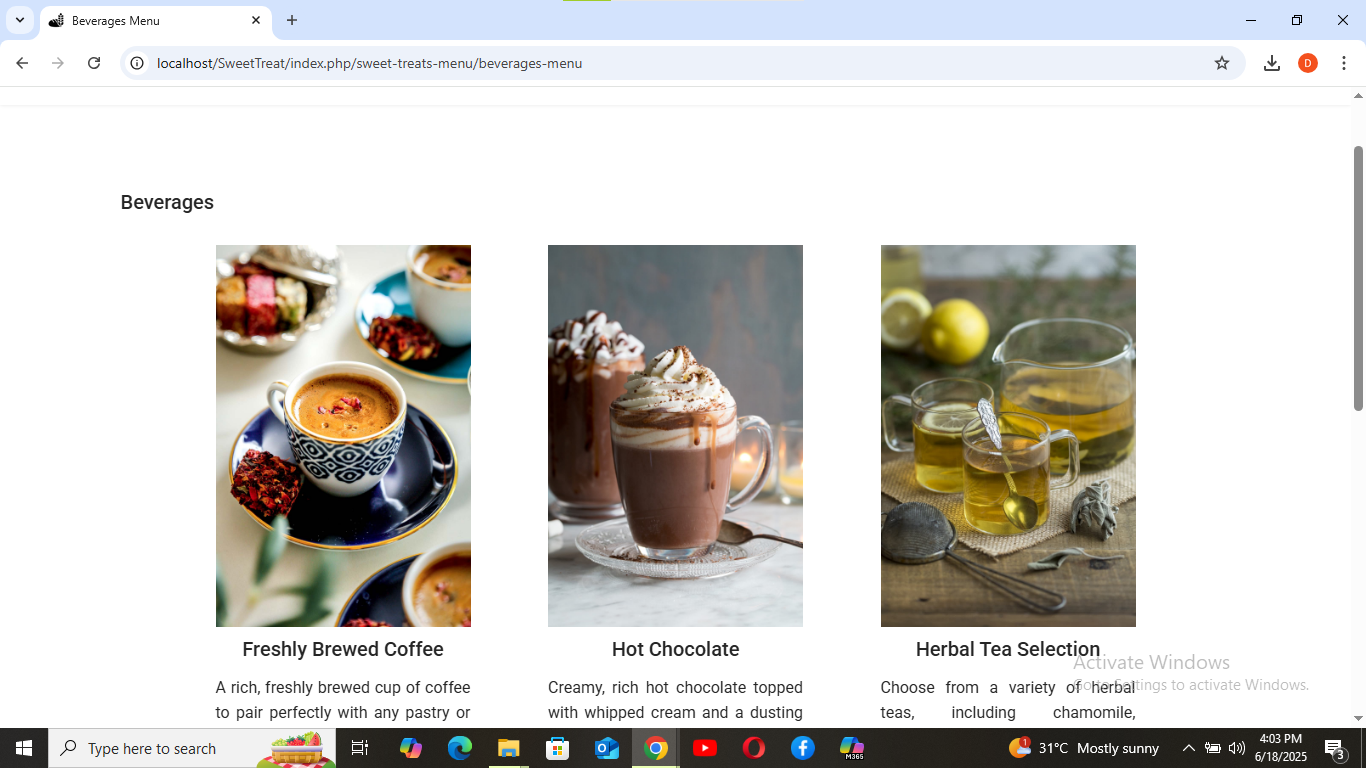 Beverages Menu
localhost/SweetTreat/index.php/sweet-treats-menu/beverages-menu
D
Beverages
Freshly Brewed Coffee
Hot Chocolate
Herbal Tea Selection
A rich, freshly brewed cup of coffee
to pair perfectly with any pastry or
Creamy, rich hot chocolate topped
with whipped cream and a dusting
Choose from a variety of herbal
teas, including chamomile,
Activate Windows
Go to Settings to activate Windows.
Type here to search
M365
1
31°C Mostly sunny
4:03 PM
6/18/2025
3